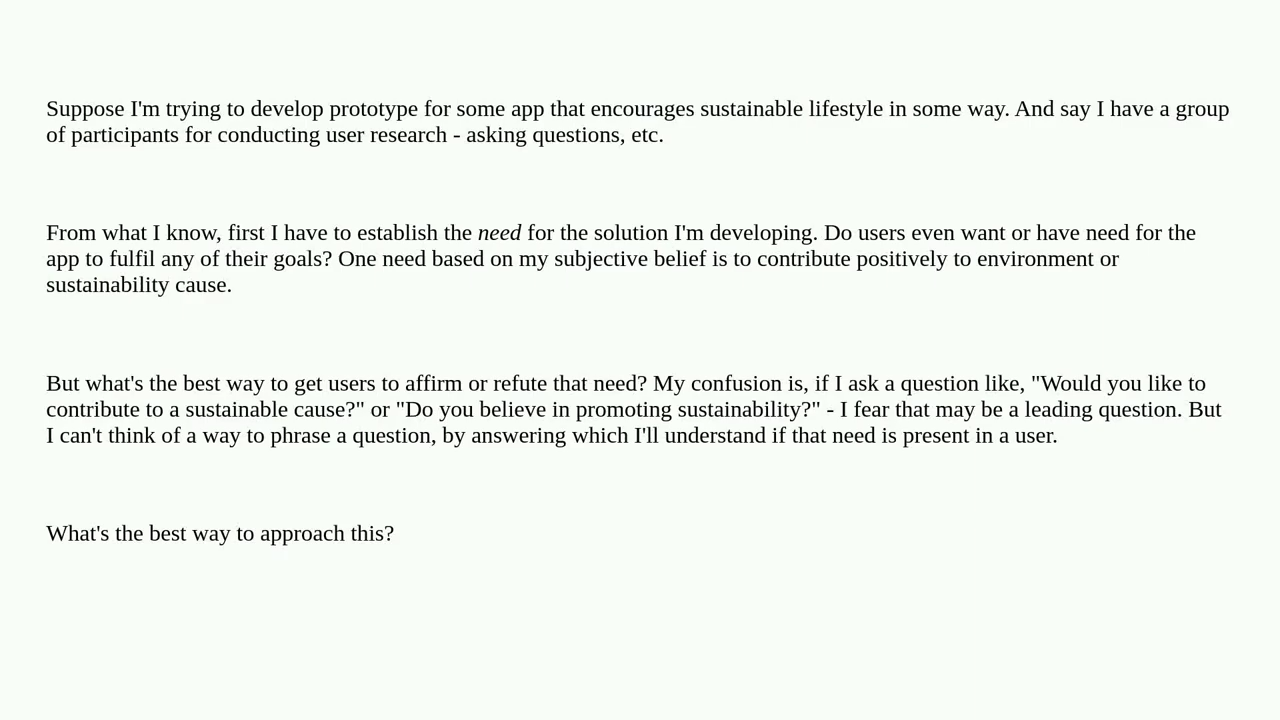 Suppose I'm trying to develop prototype for some app that encourages sustainable lifestyle in some way. And say I have a group
of participants for conducting user research - asking questions, etc.
From what I know, first I have to establish the need for the solution I'm developing. Do users even want or have need for the
app to fulfil any of their goals? One need based on my subjective belief is to contribute positively to environment or
sustainability cause.
But what's the best way to get users to affirm or refute that need? My confusion is, if I ask a question like, "Would you like to
contribute to a sustainable cause?" or "Do you believe in promoting sustainability?" - I fear that may be a leading question. But
I can't think of a way to phrase a question, by answering which I'll understand if that need is present in a user.
What's the best way to approach this?